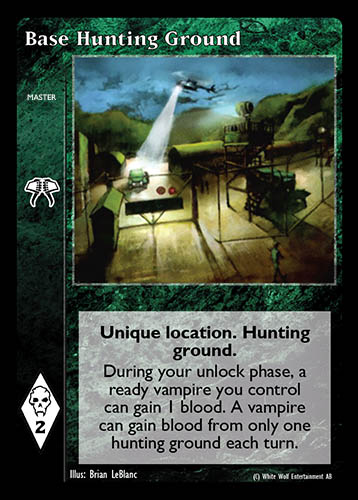 Base Hunting Ground
MASTER
Unique location. Hunting
ground.
During your unlock phase, a
ready vampire you control
can gain 1 blood. A vampire
can gain blood from only one
hunting ground each turn.
2
Illus: Brian LeBlanc
(C) White Wolf Entertainment AB